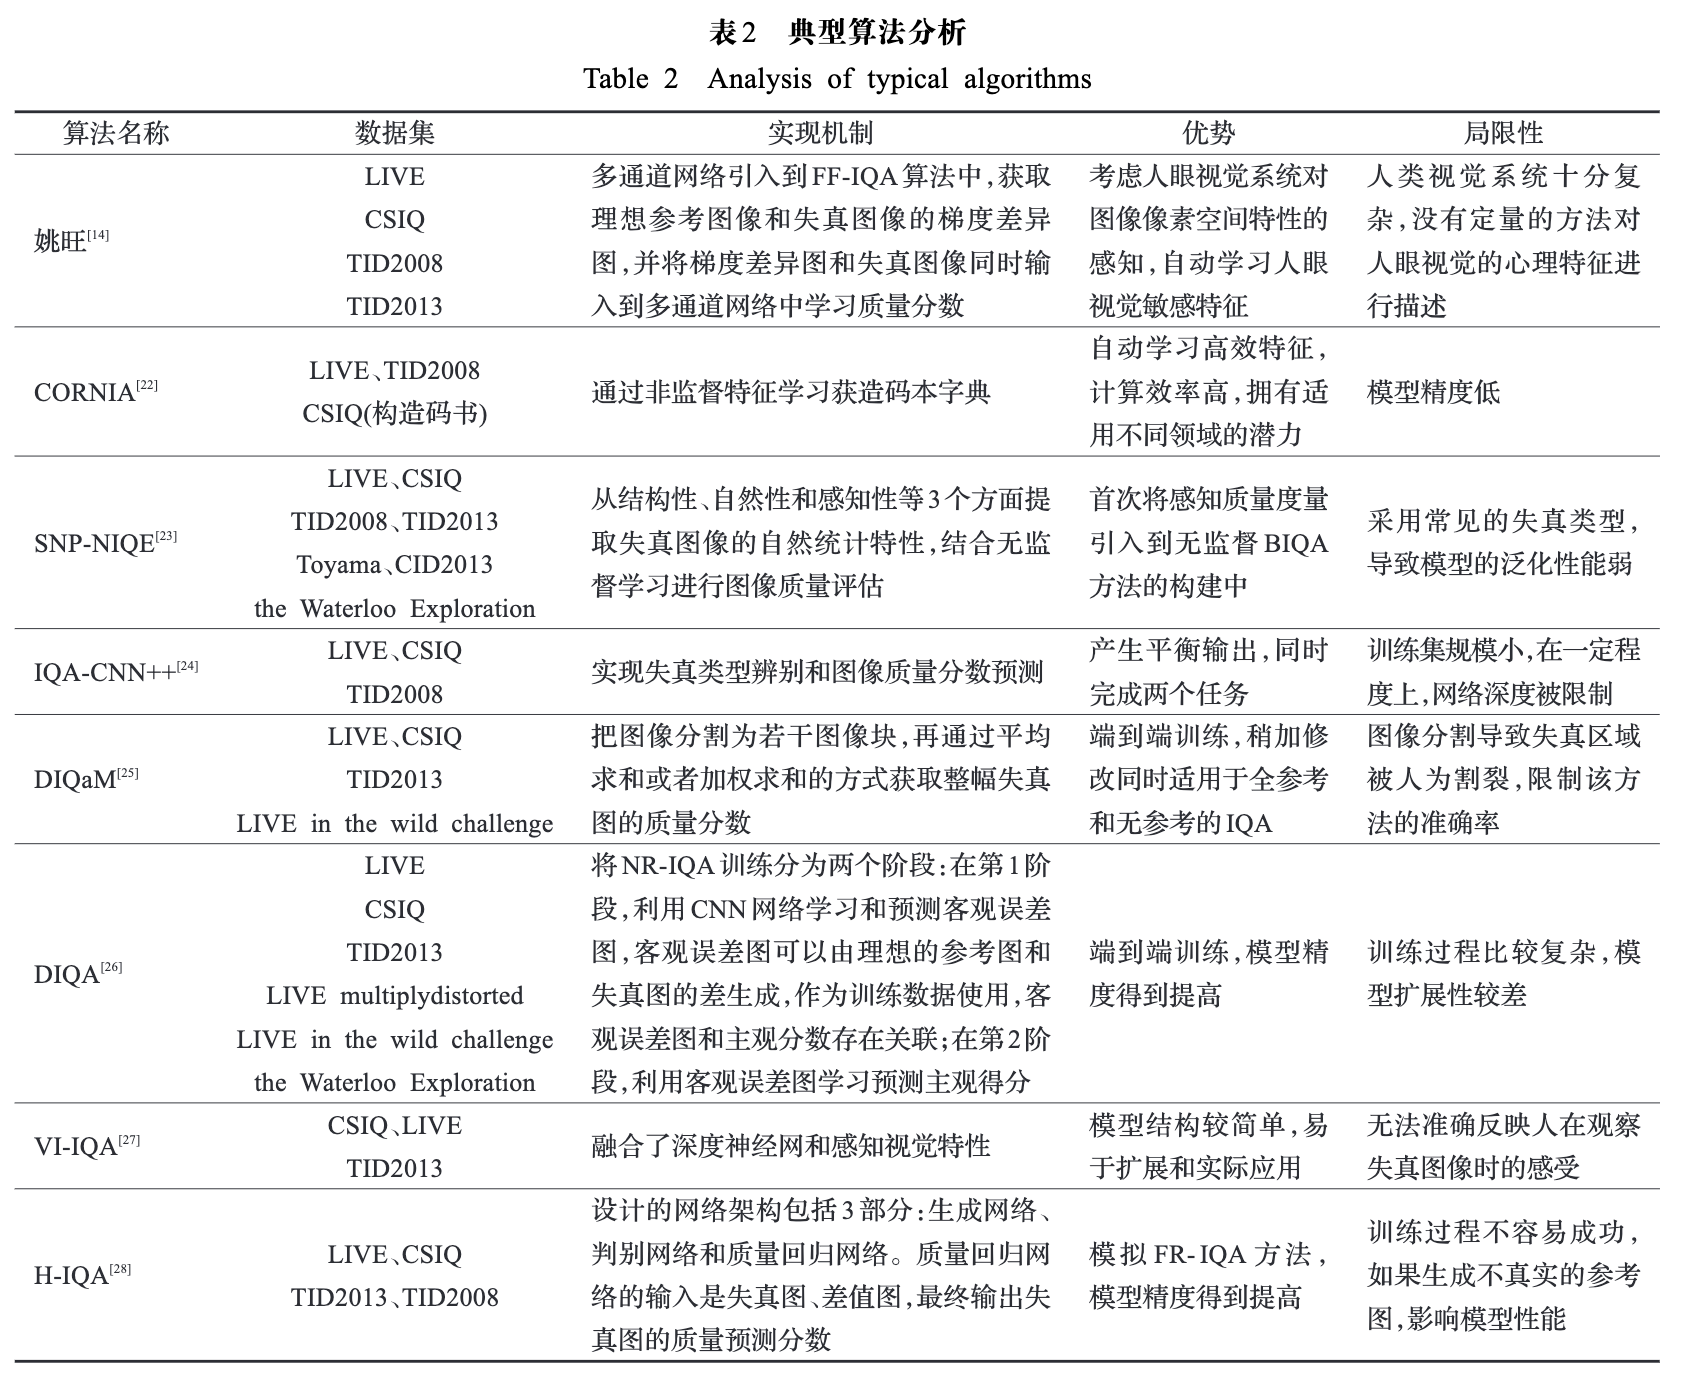 表2 典型算法分析
Table 2 Analysis of typical algorithms
算法名称 数据集 实现机制 优势 局限性
姚旺[14]
LIVE
CSIQ
TID2008
TID2013
多通道网络引入到FF-IQA算法中,获取
理想参考图像和失真图像的梯度差异
图,并将梯度差异图和失真图像同时输
入到多通道网络中学习质量分数
考虑人眼视觉系统对
图像像素空间特性的
感知,自动学习人眼
视觉敏感特征
人类视觉系统十分复
杂,没有定量的方法对
人眼视觉的心理特征进
行描述
CORNIA[22]
LIVE、TID2008
CSIQ(构造码书)
通过非监督特征学习获造码本字典
自动学习高效特征,
计算效率高,拥有适
用不同领域的潜力
模型精度低
SNP-NIQE[23]
LIVE、CSIQ
TID2008、TID2013
Toyama、CID2013
the Waterloo Exploration
从结构性、自然性和感知性等3个方面提
取失真图像的自然统计特性,结合无监
督学习进行图像质量评估
首次将感知质量度量
引入到无监督BIQA
方法的构建中
采用常见的失真类型,
导致模型的泛化性能弱
IQA-CNN++[24]
LIVE、CSIQ
TID2008
实现失真类型辨别和图像质量分数预测
产生平衡输出,同时
完成两个任务
训练集规模小,在一定程
度上,网络深度被限制
DIQaM[25]
LIVE、CSIQ
TID2013
LIVE in the wild challenge
把图像分割为若干图像块,再通过平均
求和或者加权求和的方式获取整幅失真
图的质量分数
端到端训练,稍加修
改同时适用于全参考
和无参考的IQA
图像分割导致失真区域
被人为割裂,限制该方
法的准确率
DIQA[26]
LIVE
CSIQ
TID2013
LIVE multiplydistorted
LIVE in the wild challenge
the Waterloo Exploration
将NR-IQA训练分为两个阶段:在第1阶
段,利用CNN网络学习和预测客观误差
图,客观误差图可以由理想的参考图和
失真图的差生成,作为训练数据使用,客
观误差图和主观分数存在关联;在第2阶
段,利用客观误差图学习预测主观得分
端到端训练,模型精
度得到提高
训练过程比较复杂,模
型扩展性较差
VI-IQA[27]
CSIQ、LIVE
TID2013
融合了深度神经网和感知视觉特性
模型结构较简单,易
于扩展和实际应用
无法准确反映人在观察
失真图像时的感受
H-IQA[28]
LIVE、CSIQ
TID2013、TID2008
设计的网络架构包括3部分:生成网络、
判别网络和质量回归网络。质量回归网
络的输入是失真图、差值图,最终输出失
真图的质量预测分数
模拟FR-IQA方法,
模型精度得到提高
训练过程不容易成功,
如果生成不真实的参考
图,影响模型性能